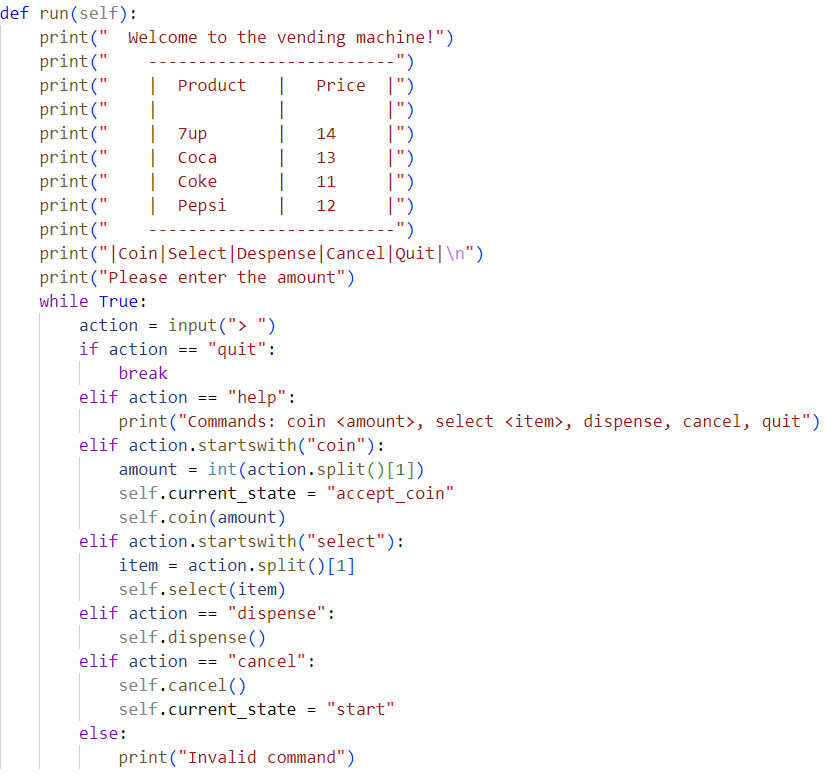 def run(self):
    print("  Welcome to the vending machine!")
    print("    -------------------------")
    print("    |  Product   |   Price  |")
    print("    |            |          |")
    print("    |  7up       |   14     |")
    print("    |  Coca      |   13     |")
    print("    |  Coke      |   11     |")
    print("    |  Pepsi     |   12     |")
    print("    -------------------------")
    print("|Coin|Select|Despense|Cancel|Quit|\n")
    print("Please enter the amount")
    while True:
        action = input("> ")
        if action == "quit":
            break
        elif action == "help":
            print("Commands: coin <amount>, select <item>, dispense, cancel, quit")
        elif action.startswith("coin"):
            amount = int(action.split()[1])
            self.current_state = "accept_coin"
            self.coin(amount)
        elif action.startswith("select"):
            item = action.split()[1]
            self.select(item)
        elif action == "dispense":
            self.dispense()
        elif action == "cancel":
            self.cancel()
            self.current_state = "start"
        else:
            print("Invalid command")